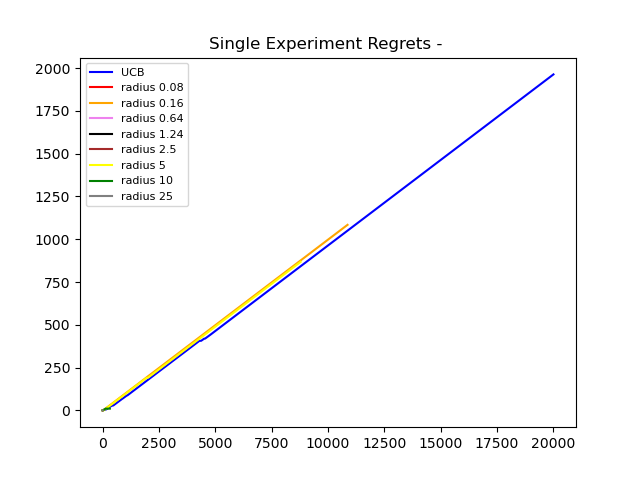 Single Experiment Regrets -
2000
1750
1500
1250
1000
750
500
250
0
UCB
radius 0.08
radius 0.16
radius 0.64
radius 1.24
radius 2.5
radius 5
radius 10
radius 25
0 2500 5000 7500 10000 12500 15000 17500 20000